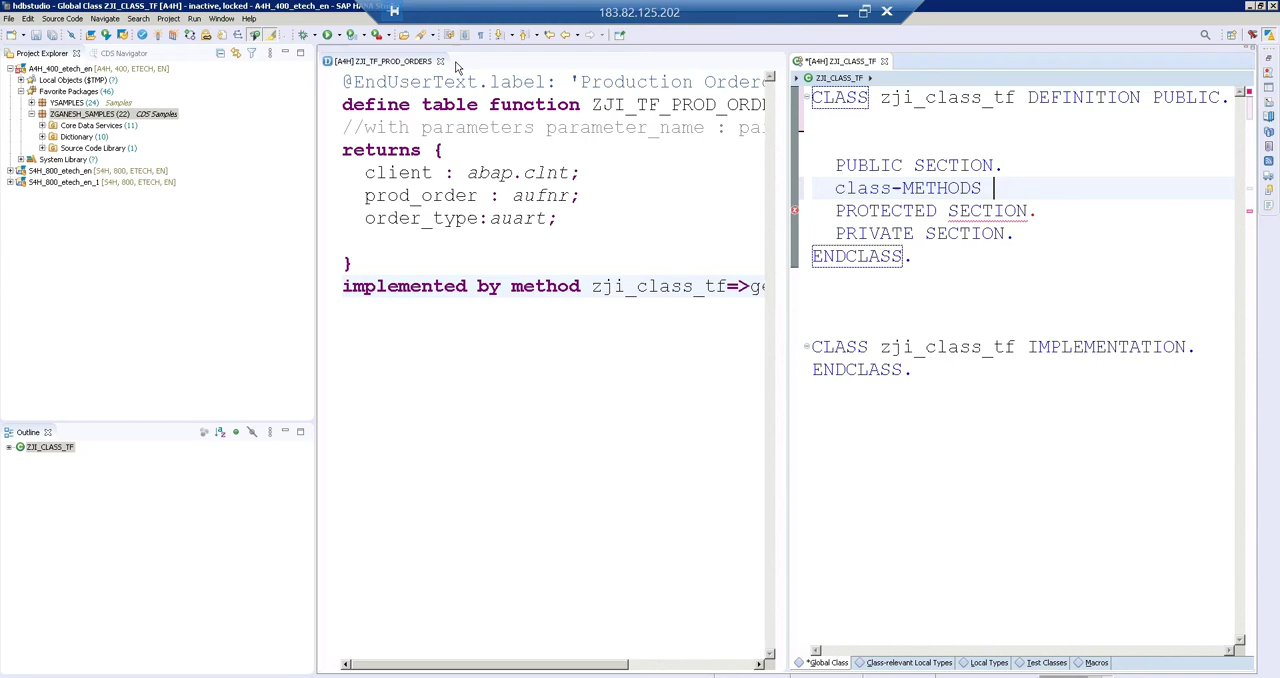 hdbstudio - Global Class ZJI_CLASS_TF [A4H] - inactive, locked - A4H_400_etech_en - SAP HANA Stud
183.82.125.202
File Edit Source Code Navigate Search Project Run Window Help
Project Explorer CDS Navigator
A4H_400_etech_en [A4H, 400, ETECH, EN]
Local Objects ($TMP) (?)
Favorite Packages (46)
YSAMPLES (24) Samples
ZGANESH_SAMPLES (22) CDS Samples
Core Data Services (11)
Dictionary (10)
Source Code Library (1)
System Library (?)
S4H_800_etech_en [S4H, 800, ETECH, EN]
S4H_800_etech_en_1 [S4H, 800, ETECH, EN]
Outline
ZJI_CLASS_TF
[A4H] ZJI_TF_PROD_ORDERS
@EndUserText.label: 'Production Order
define table function ZJI_TF_PROD_ORD
//with parameters parameter_name : pa
returns {
client : abap.clnt;
prod_order : aufnr;
order_type:auart;
}
implemented by method zji_class_tf=>ge
*[A4H] ZJI_CLASS_TF
ZJI_CLASS_TF
CLASS zji_class_tf DEFINITION PUBLIC.
PUBLIC SECTION.
class-METHODS
PROTECTED SECTION.
PRIVATE SECTION.
ENDCLASS.
CLASS zji_class_tf IMPLEMENTATION.
ENDCLASS.
*Global Class Class-relevant Local Types Local Types Test Classes Macros